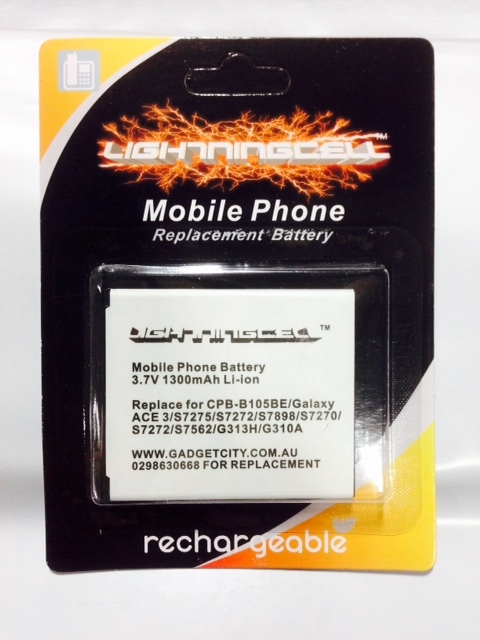 LIGHTNINGCELL™
Mobile Phone
Replacement Battery
LIGHTNINGCELL™
Mobile Phone Battery
3.7V 1300mAh Li-ion
Replace for CPB-B105BE/Galaxy
ACE 3/S7275/S7272/S7898/S7270/
S7272/S7562/G313H/G310A
WWW.GADGETCITY.COM.AU
0298630668 FOR REPLACEMENT
rechargeable